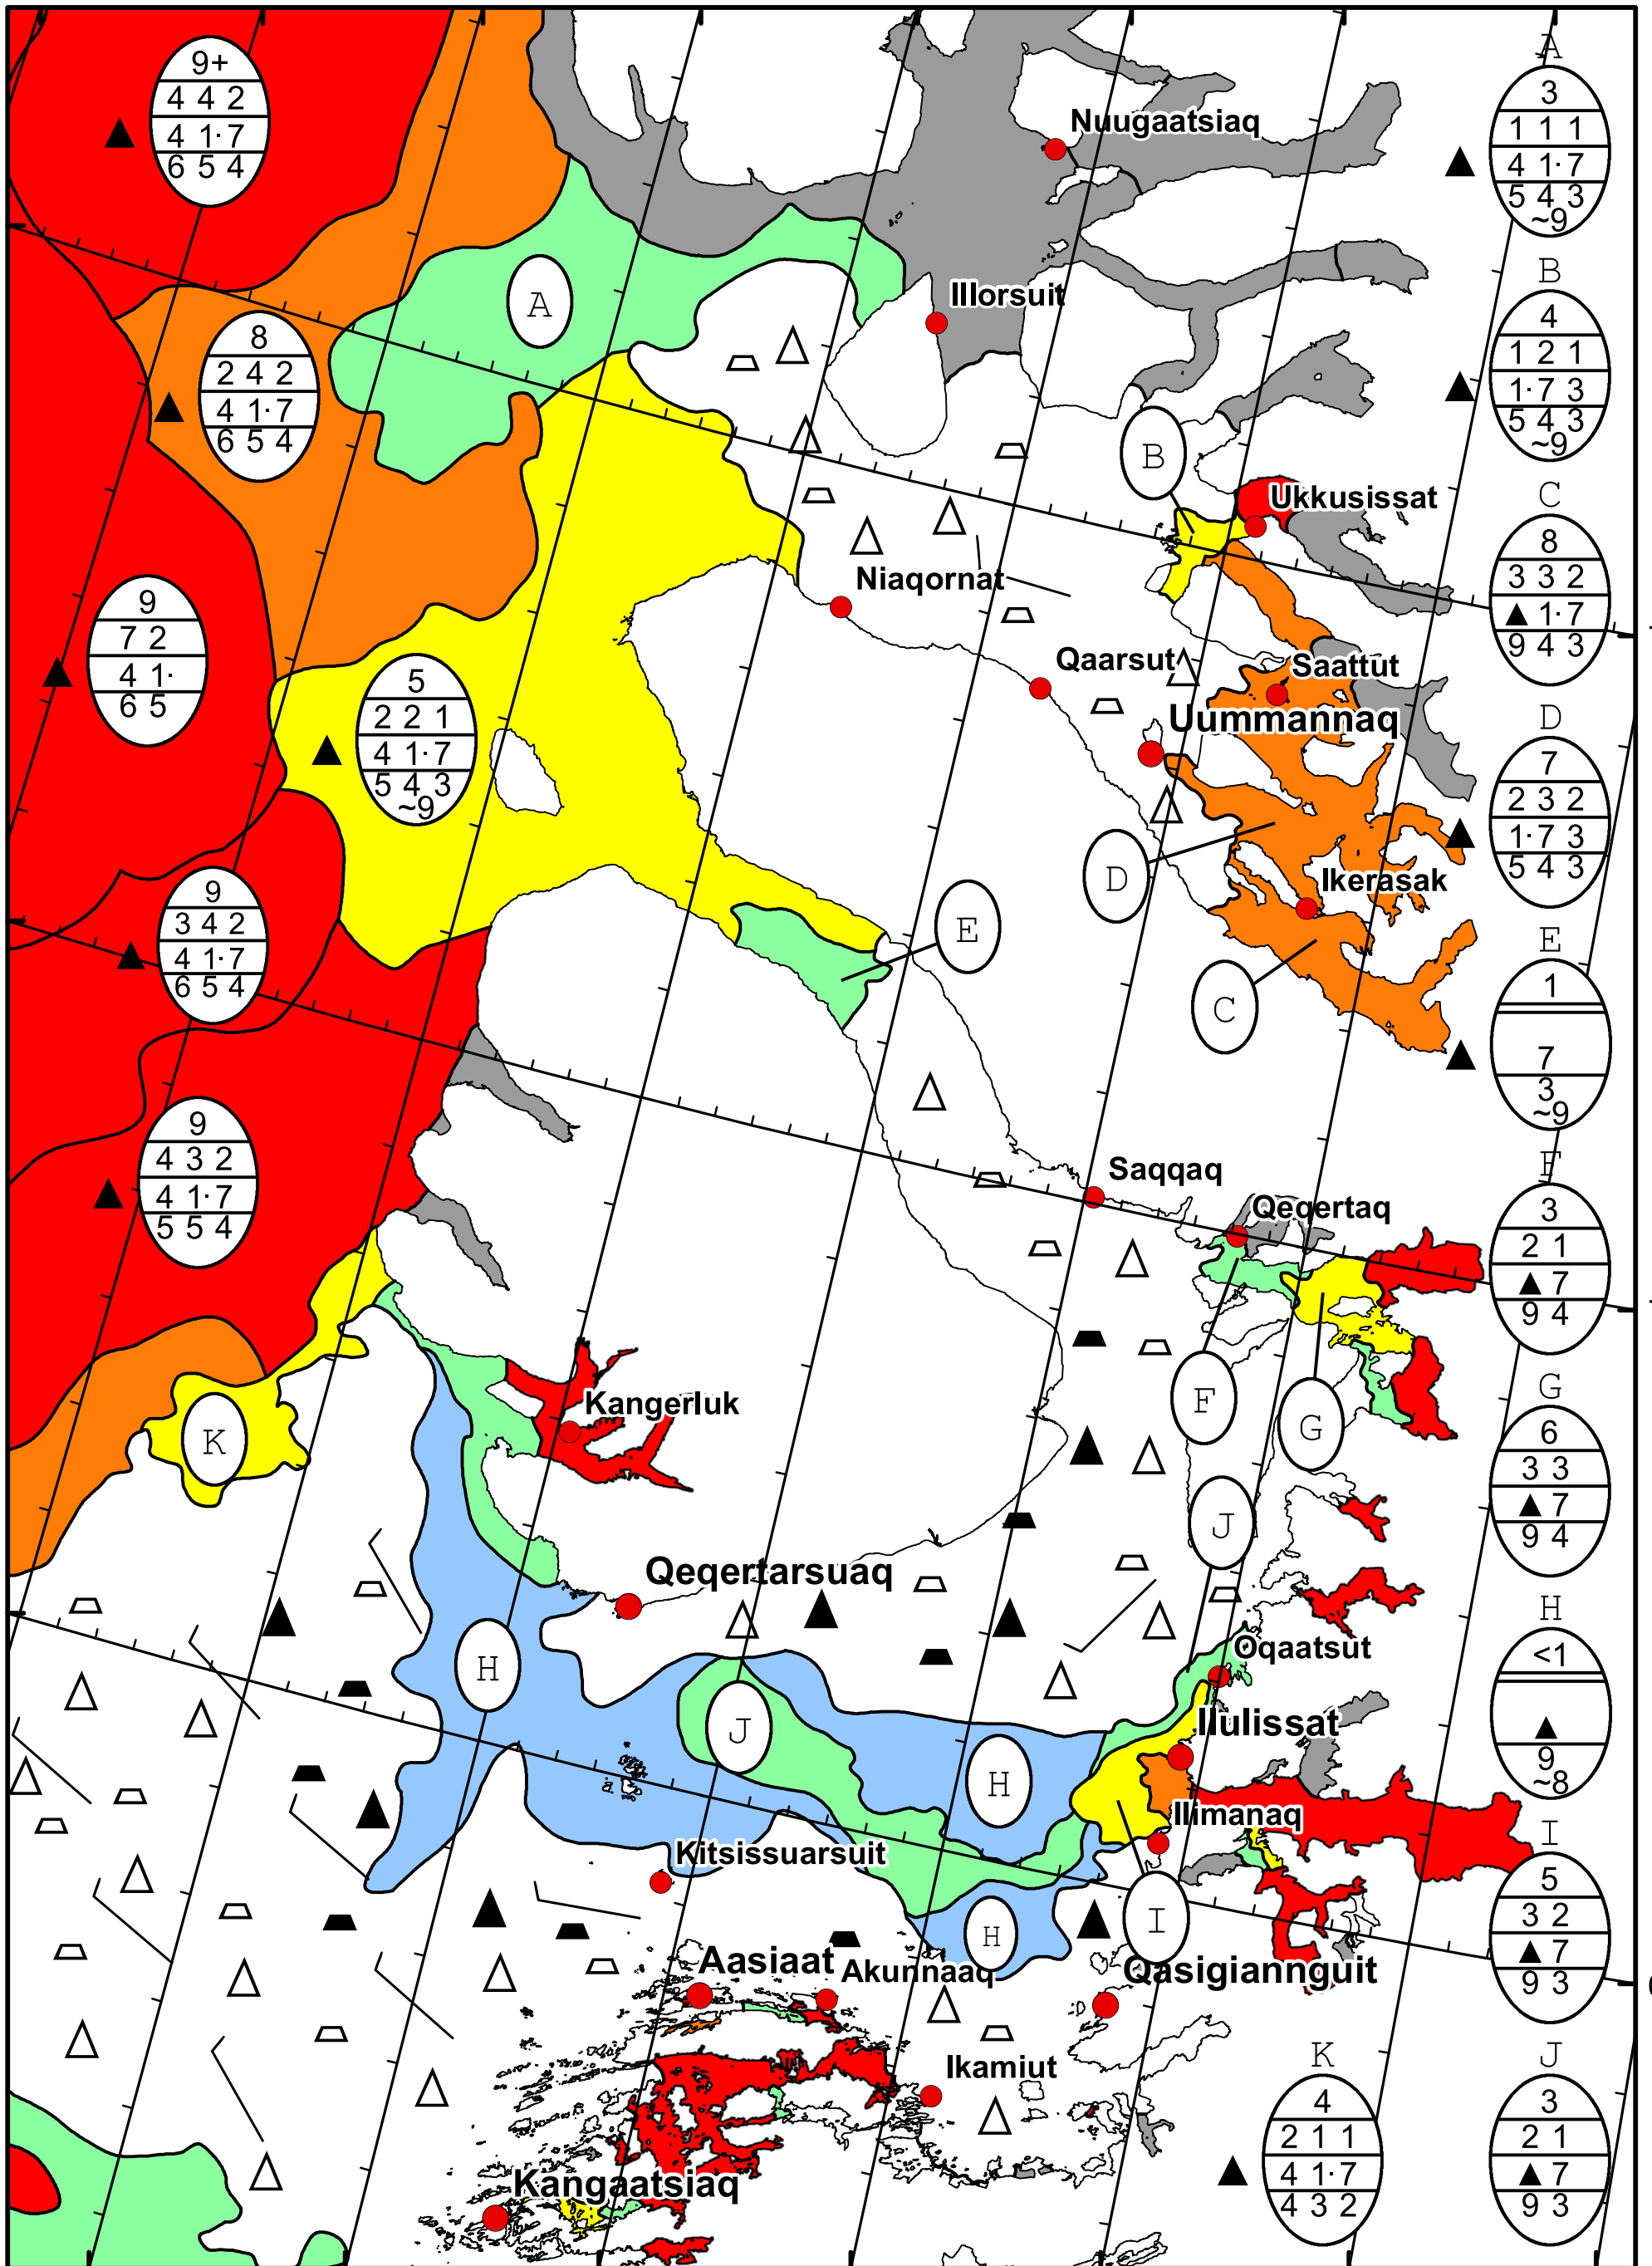 9+
4 4 2
4 1· 7
6 5 4
A
3
1 1 1
4 1· 7
5 4 3
~9
Nuugaatsiaq
B
4
1 2 1
1· 7 3
5 4 3
~9
A
Illorsuit
8
2 4 2
4 1· 7
6 5 4
B
Ukkusissat
C
8
3 3 2
▲ 1· 7
9 4 3
Niaqornat
9
7 2
4 1·
6 5
Qaarsut
Saattut
Uummannaq
5
2 2 1
4 1· 7
5 4 3
~9
D
7
2 3 2
1· 7 3
5 4 3
D
Ikerasak
9
3 4 2
4 1· 7
6 5 4
E
C
E
1
7
3
~9
9
4 3 2
4 1· 7
5 5 4
Saqqaq
Qeqertaq
F
3
2 1
▲ 7
9 4
Kangerluk
F
G
K
G
6
3 3
▲ 7
9 4
J
Qeqertarsuaq
H
Oqaatsut
H
<1
▲
9
~8
J
Ilulissat
H
Ilimanaq
Kitsissuarsuit
I
5
3 2
▲ 7
9 3
I
H
Aasiaat
Akunnaaq
Qasigiannguit
Ikamiut
K
4
2 1 1
4 1· 7
4 3 2
J
3
2 1
▲ 7
9 3
Kangaatsiaq